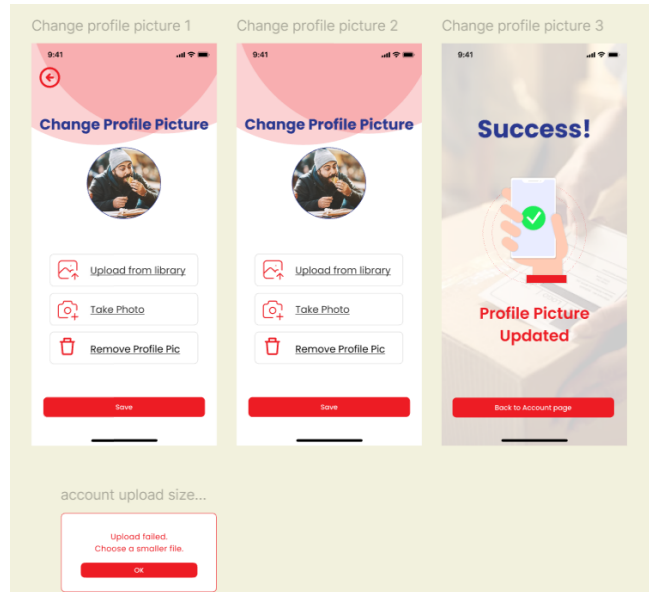 Change profile picture 1
Change profile picture 2
Change profile picture 3
9:41
Change Profile Picture
Upload from library
Take Photo
Remove Profile Pic
Save
9:41
Change Profile Picture
Upload from library
Take Photo
Remove Profile Pic
Save
9:41
Success!
Profile Picture
Updated
Back to Account page
account upload size...
Upload failed.
Choose a smaller file.
OK